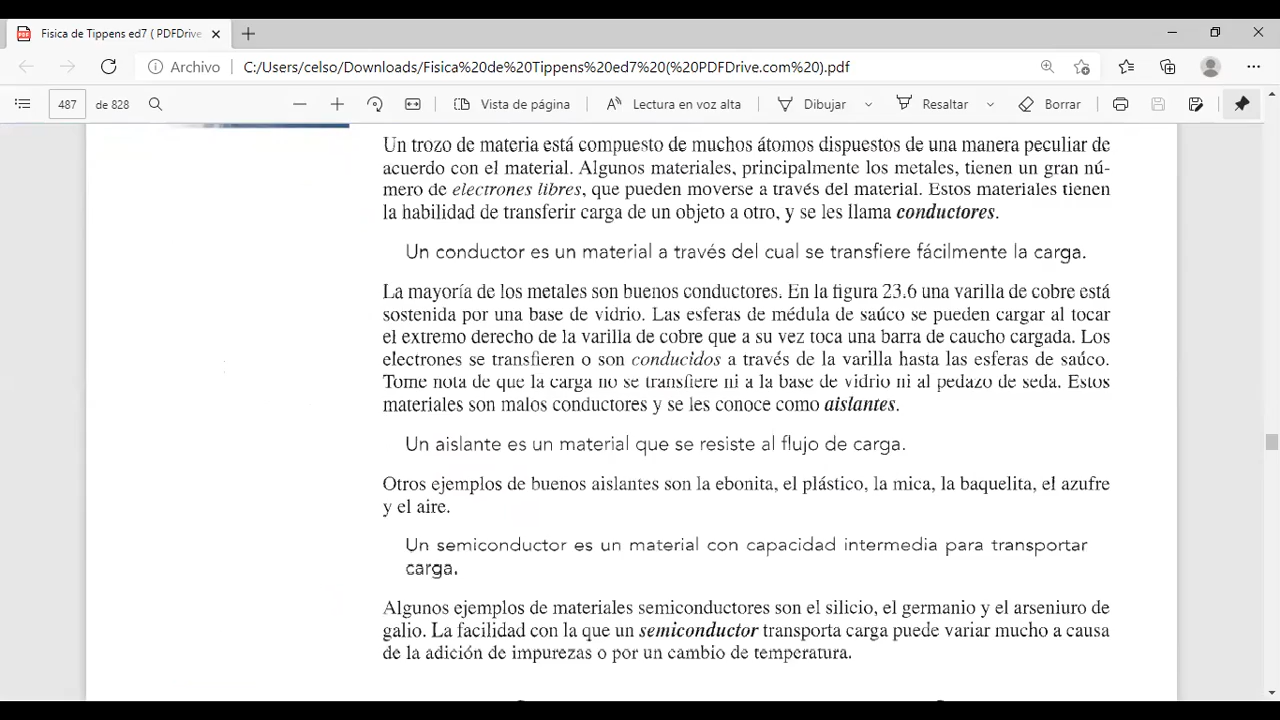 Fisica de Tippens ed7 ( PDFDrive
Archivo C:/Users/celso/Downloads/Fisica%20de%20Tippens%20ed7%20(%20PDFDrive.com%20).pdf
487 de 828 Vista de página Lectura en voz alta Dibujar Resaltar Borrar
Un trozo de materia está compuesto de muchos átomos dispuestos de una manera peculiar de
acuerdo con el material. Algunos materiales, principalmente los metales, tienen un gran nú-
mero de electrones libres, que pueden moverse a través del material. Estos materiales tienen
la habilidad de transferir carga de un objeto a otro, y se les llama conductores.
Un conductor es un material a través del cual se transfiere fácilmente la carga.
La mayoría de los metales son buenos conductores. En la figura 23.6 una varilla de cobre está
sostenida por una base de vidrio. Las esferas de médula de saúco se pueden cargar al tocar
el extremo derecho de la varilla de cobre que a su vez toca una barra de caucho cargada. Los
electrones se transfieren o son conducidos a través de la varilla hasta las esferas de saúco.
Tome nota de que la carga no se transfiere ni a la base de vidrio ni al pedazo de seda. Estos
materiales son malos conductores y se les conoce como aislantes.
Un aislante es un material que se resiste al flujo de carga.
Otros ejemplos de buenos aislantes son la ebonita, el plástico, la mica, la baquelita, el azufre
y el aire.
Un semiconductor es un material con capacidad intermedia para transportar
carga.
Algunos ejemplos de materiales semiconductores son el silicio, el germanio y el arseniuro de
galio. La facilidad con la que un semiconductor transporta carga puede variar mucho a causa
de la adición de impurezas o por un cambio de temperatura.